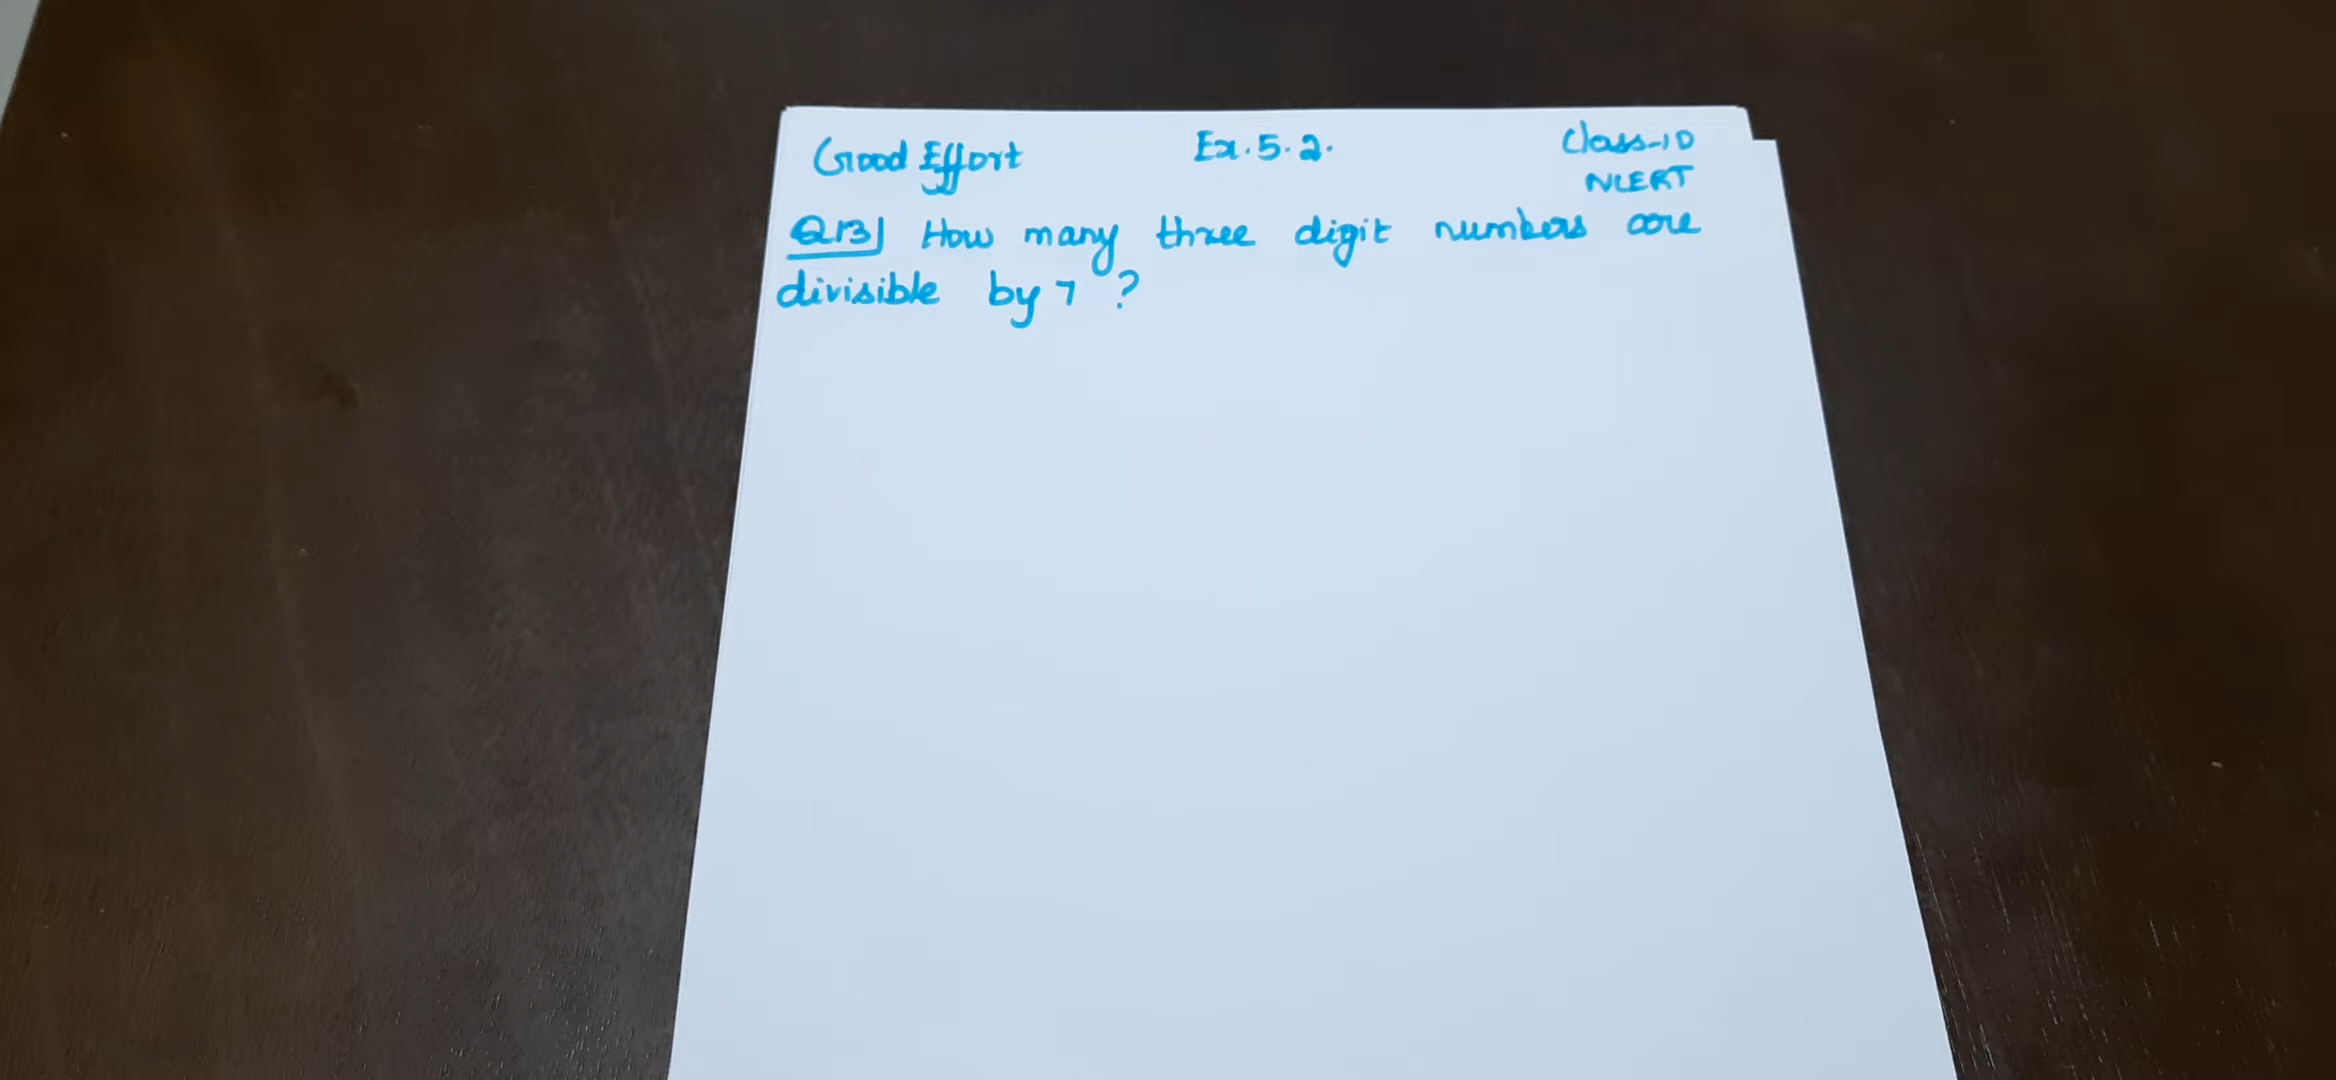 Good Effort Ex. 5.2. Class-10
NCERT
Q13) How many three digit numbers are
divisible by 7 ?